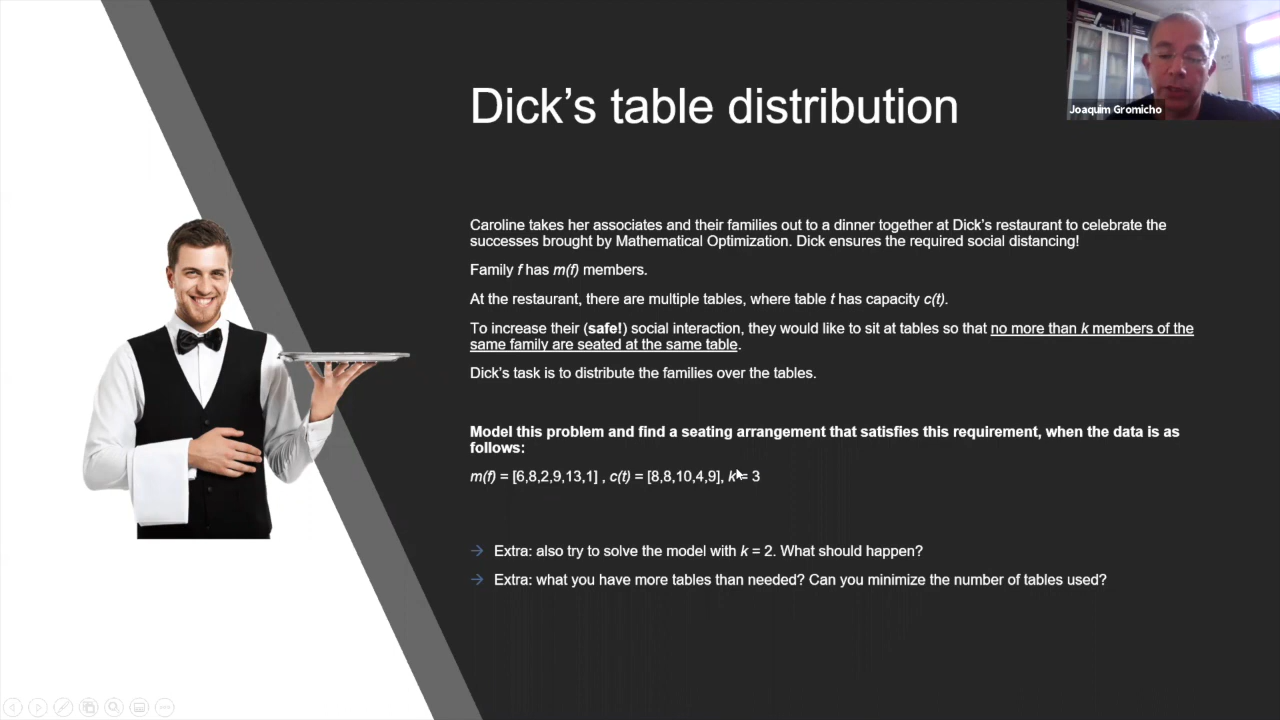 Joaquim Gromicho
Dick's table distribution
Caroline takes her associates and their families out to a dinner together at Dick's restaurant to celebrate the
successes brought by Mathematical Optimization. Dick ensures the required social distancing!
Family f has m(f) members.
At the restaurant, there are multiple tables, where table t has capacity c(t).
To increase their (safe!) social interaction, they would like to sit at tables so that no more than k members of the
same family are seated at the same table.
Dick's task is to distribute the families over the tables.
Model this problem and find a seating arrangement that satisfies this requirement, when the data is as
follows:
m(f) = [6,8,2,9,13,1] , c(t) = [8,8,10,4,9], k = 3
→ Extra: also try to solve the model with k = 2. What should happen?
→ Extra: what you have more tables than needed? Can you minimize the number of tables used?